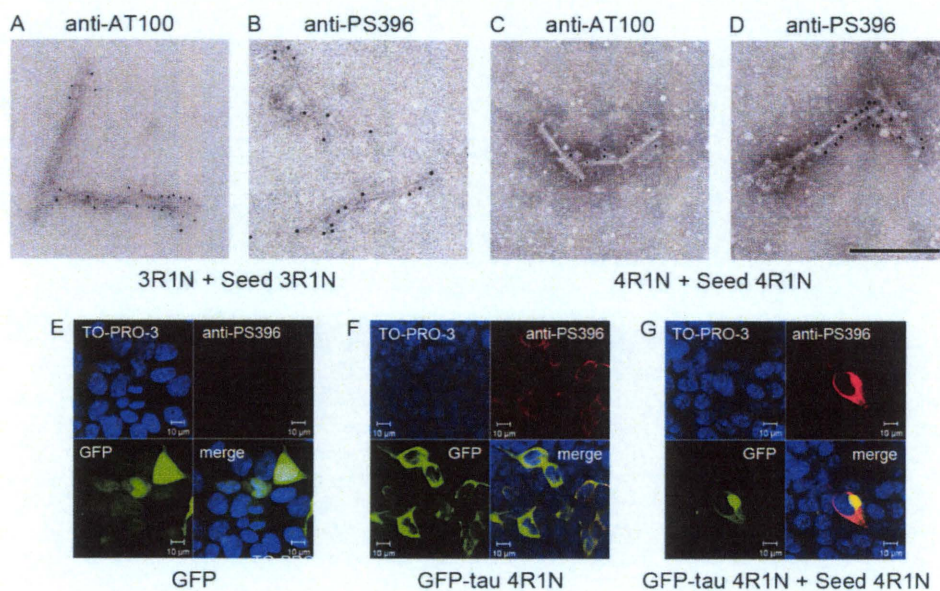 A anti-AT100 B anti-PS396 C anti-AT100 D anti-PS396
3R1N + Seed 3R1N 4R1N + Seed 4R1N
E TO-PRO-3 anti-PS396 F TO-PRO-3 anti-PS396 G TO-PRO-3 anti-PS396
10 µm 10 µm 10 µm 10 µm 10 µm 10 µm
GFP merge GFP merge GFP merge
10 µm 10 µm 10 µm 10 µm 10 µm 10 µm
GFP GFP-tau 4R1N GFP-tau 4R1N + Seed 4R1N